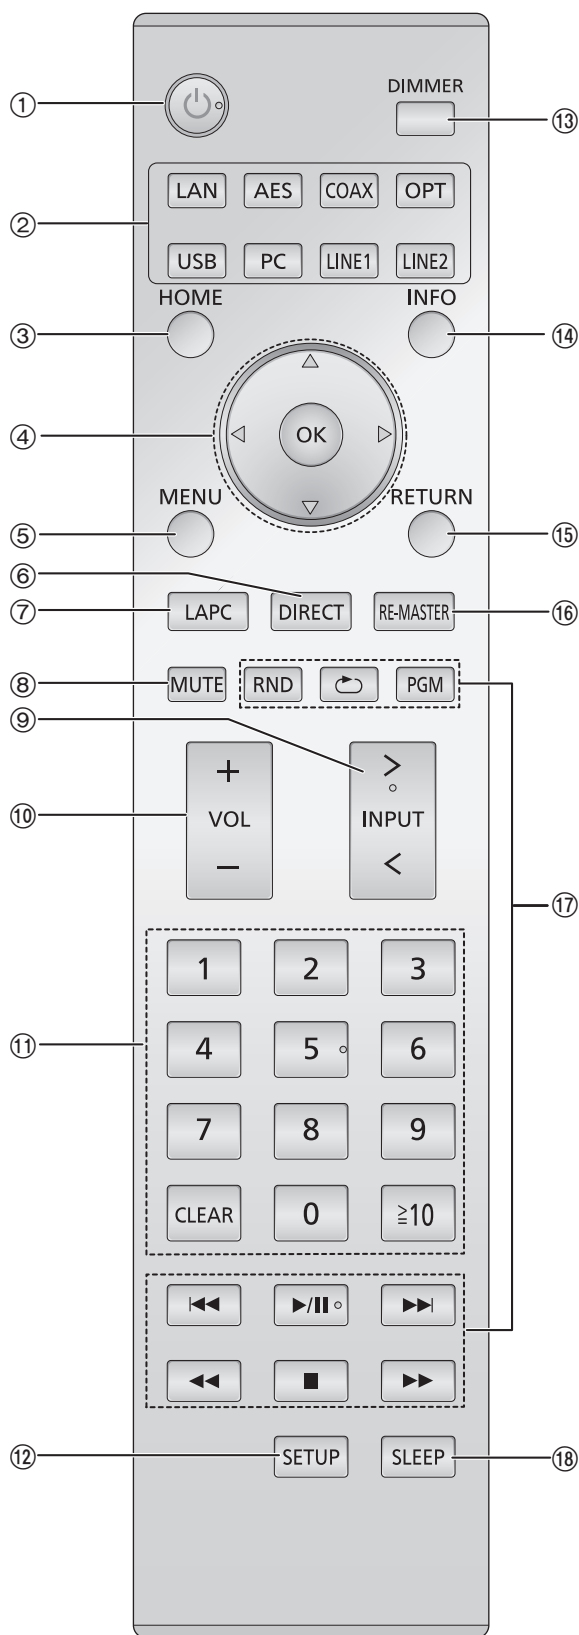 ① DIMMER ⑬
LAN AES COAX OPT
②
USB PC LINE1 LINE2
HOME INFO
③ ⑭
④ OK
MENU RETURN
⑤ ⑮
⑥
⑦ LAPC DIRECT RE-MASTER ⑯
⑧ MUTE RND PGM
⑨
+ >
⑩ VOL INPUT
− <
⑰
1 2 3
⑪ 4 5 6
7 8 9
CLEAR 0 ≧10
⑫ SETUP SLEEP ⑱